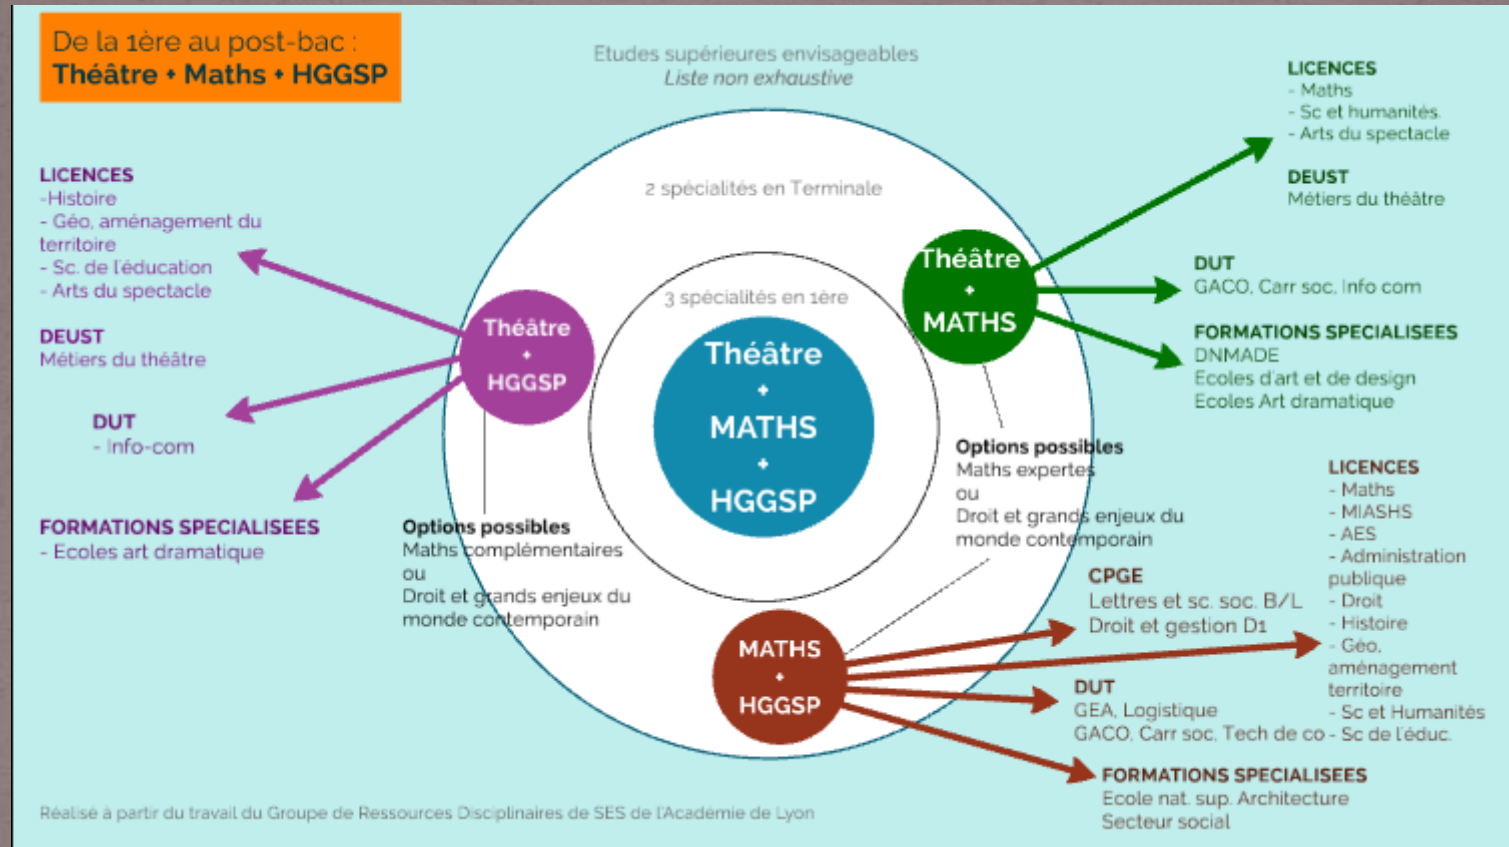 De la 1ère au post-bac :
Théâtre + Maths + HGGSP
Etudes supérieures envisageables
Liste non exhaustive
2 spécialités en Terminale
3 spécialités en 1ère
Théâtre
+
MATHS
+
HGGSP
LICENCES
-Histoire
- Géo, aménagement du
territoire
- Sc. de l'éducation
- Arts du spectacle
DEUST
Métiers du théâtre
DUT
- Info-com
FORMATIONS SPECIALISEES
- Ecoles art dramatique
Théâtre
+
HGGSP
Options possibles
Maths complémentaires
ou
Droit et grands enjeux du
monde contemporain
Théâtre
+
MATHS
LICENCES
- Maths
- Sc et humanités.
- Arts du spectacle
DEUST
Métiers du théâtre
DUT
GACO, Carr soc, Info com
FORMATIONS SPECIALISEES
DNMADE
Ecoles d'art et de design
Ecoles Art dramatique
Options possibles
Maths expertes
ou
Droit et grands enjeux du
monde contemporain
MATHS
+
HGGSP
CPGE
Lettres et sc. soc. B/L
Droit et gestion D1
LICENCES
- Maths
- MIASHS
- AES
- Administration
publique
- Droit
- Histoire
- Géo,
aménagement
territoire
- Sc et Humanités
- Sc de l'éduc.
DUT
GEA, Logistique
GACO, Carr soc, Tech de co
FORMATIONS SPECIALISEES
Ecole nat. sup. Architecture
Secteur social
Réalisé à partir du travail du Groupe de Ressources Disciplinaires de SES de l'Académie de Lyon